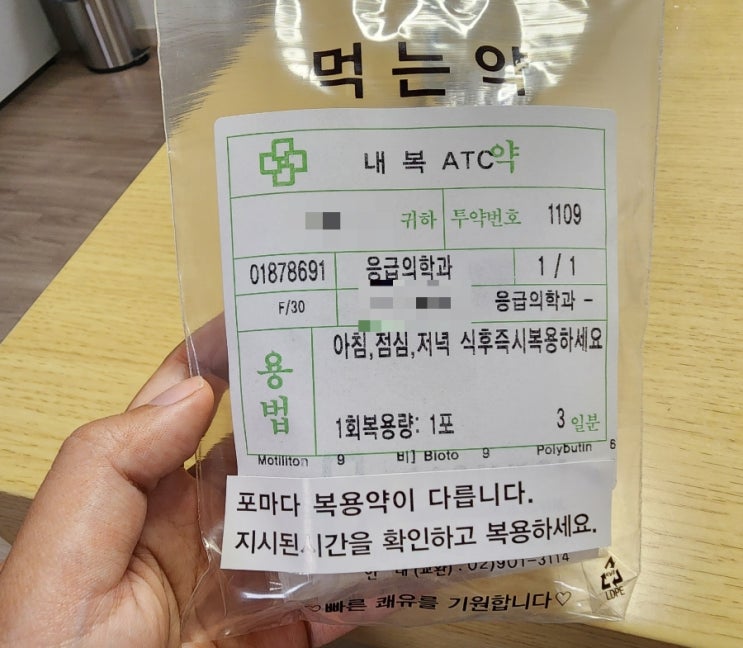 먹는약
내 복 ATC약
귀하 투약번호 1109
01878691 응급의학과 1 / 1
F/30 응급의학과 -
용법
아침,점심,저녁 식후즉시복용하세요
1회복용량: 1포 3 일분
Motiliton 9 비] Bioto 9 Polybutin 6
포마다 복용약이 다릅니다.
지시된시간을 확인하고 복용하세요.
안 내 (교환) : 02)901-3114
♡빠른 쾌유를 기원합니다♡
LDPE